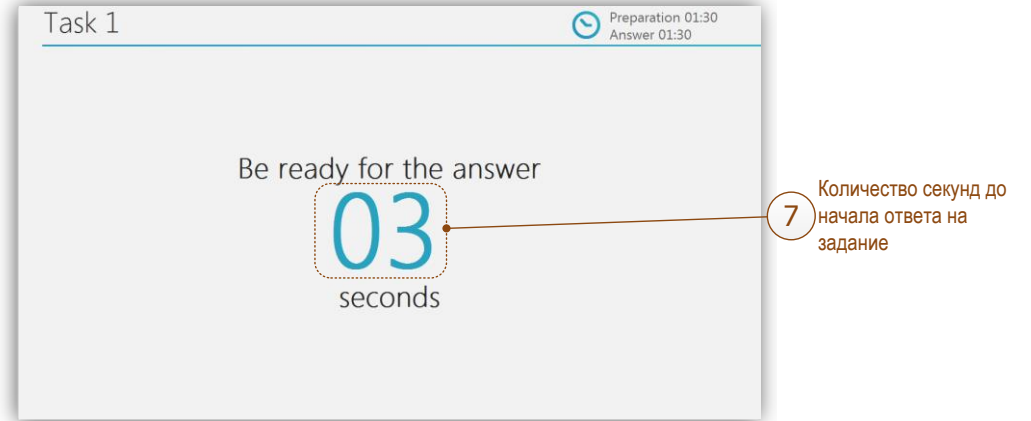 Task 1
Preparation 01:30
Answer 01:30
Be ready for the answer
03
seconds
7
Количество секунд до
начала ответа на
задание